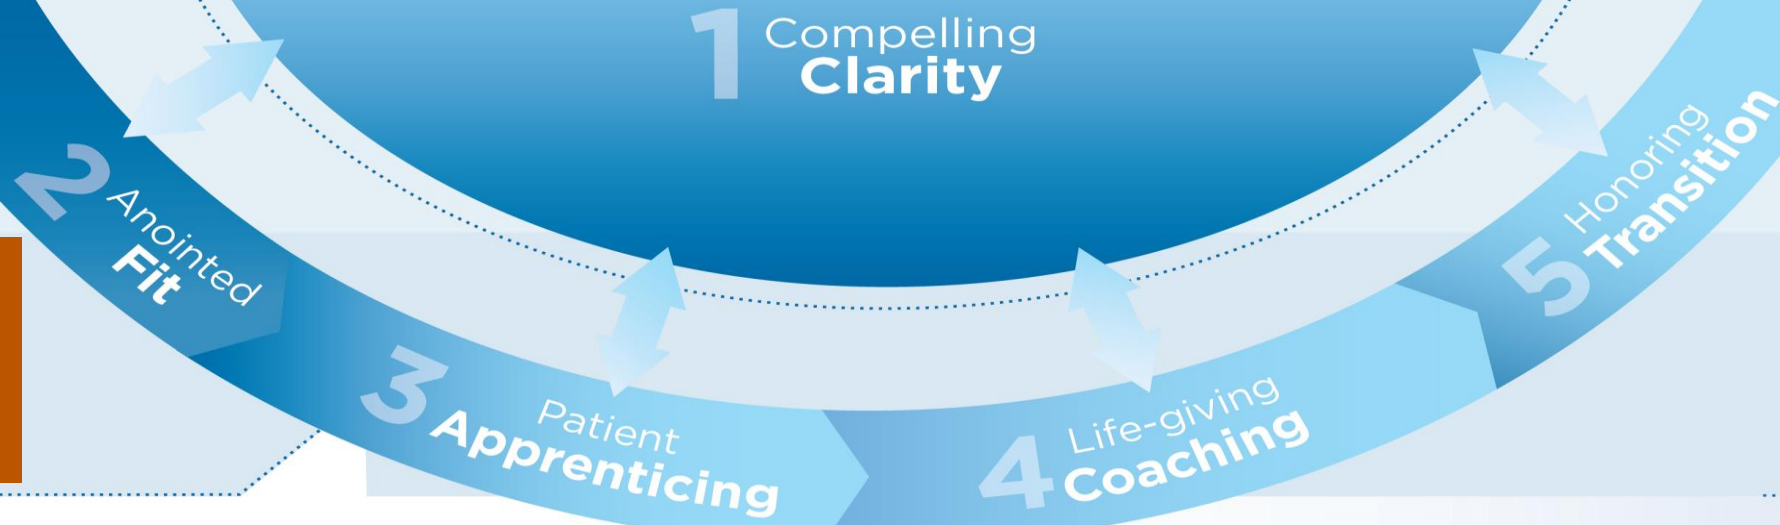 1 Compelling
Clarity
2 Anointed
Fit
3 Patient
Apprenticing
4 Life-giving
Coaching
5 Honoring
Transition